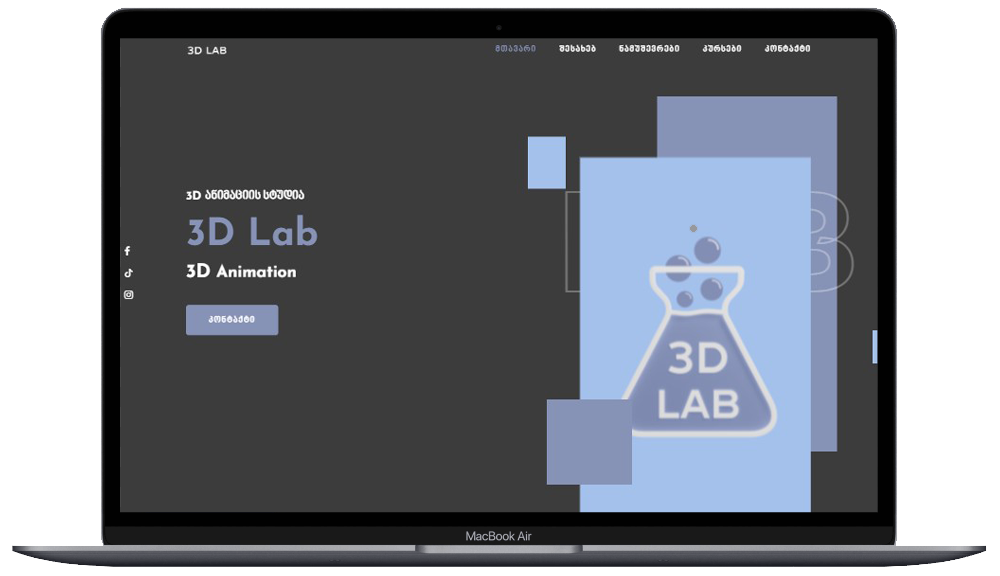 3D LAB
მთავარი შესახებ ნამუშევრები კურსები კონტაქტი
3D ანიმაციის სტუდია
3D Lab
3D Animation
კონტაქტი
3D
LAB
B
MacBook Air